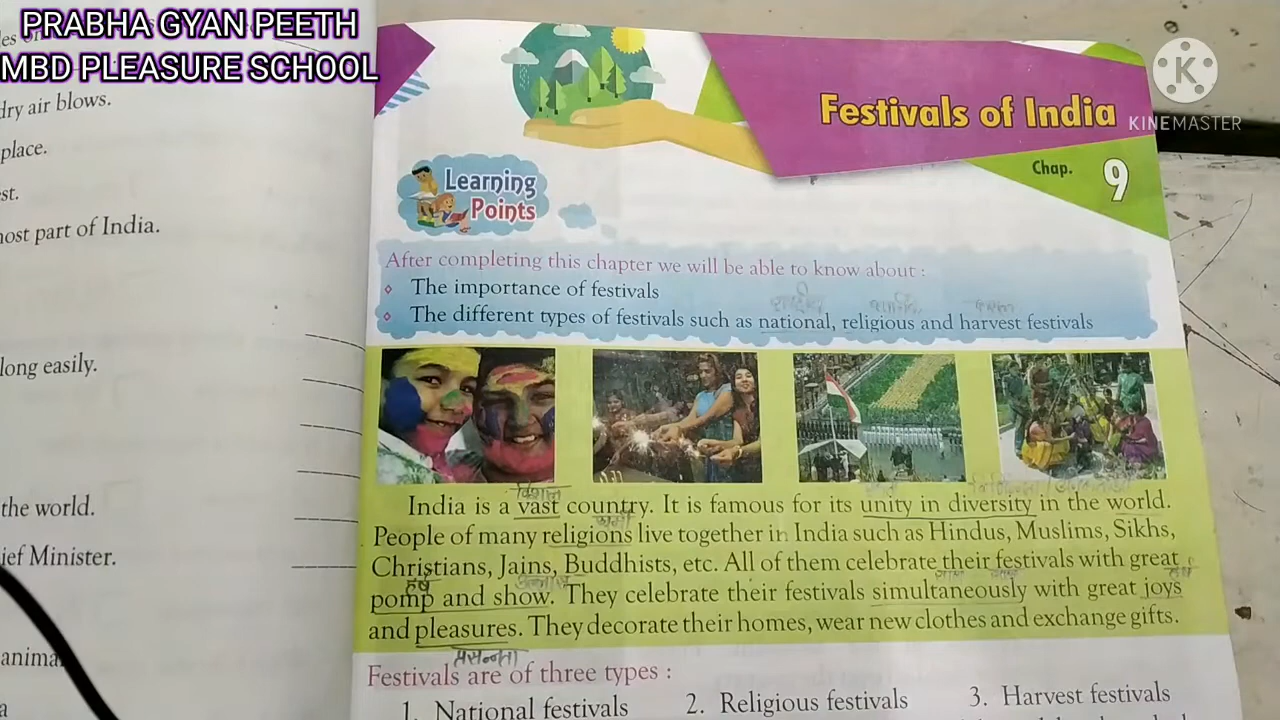 PRABHA GYAN PEETH
MBD PLEASURE SCHOOL
dry air blows.
place.
most part of India.
long easily.
the world.
Minister.
KINEMASTER
Festivals of India
Chap. 9
Learning
Points
After completing this chapter we will be able to know about :
The importance of festivals
The different types of festivals such as national, religious and harvest festivals
विशाल
India is a vast country. It is famous for its unity in diversity in the world.
धर्मों
People of many religions live together in India such as Hindus, Muslims, Sikhs,
Christians, Jains, Buddhists, etc. All of them celebrate their festivals with great
हर्ष उल्लास हर्ष
pomp and show. They celebrate their festivals simultaneously with great joys
and pleasures. They decorate their homes, wear new clothes and exchange gifts.
प्रसन्नता
Festivals are of three types :
1. National festivals 2. Religious festivals 3. Harvest festivals